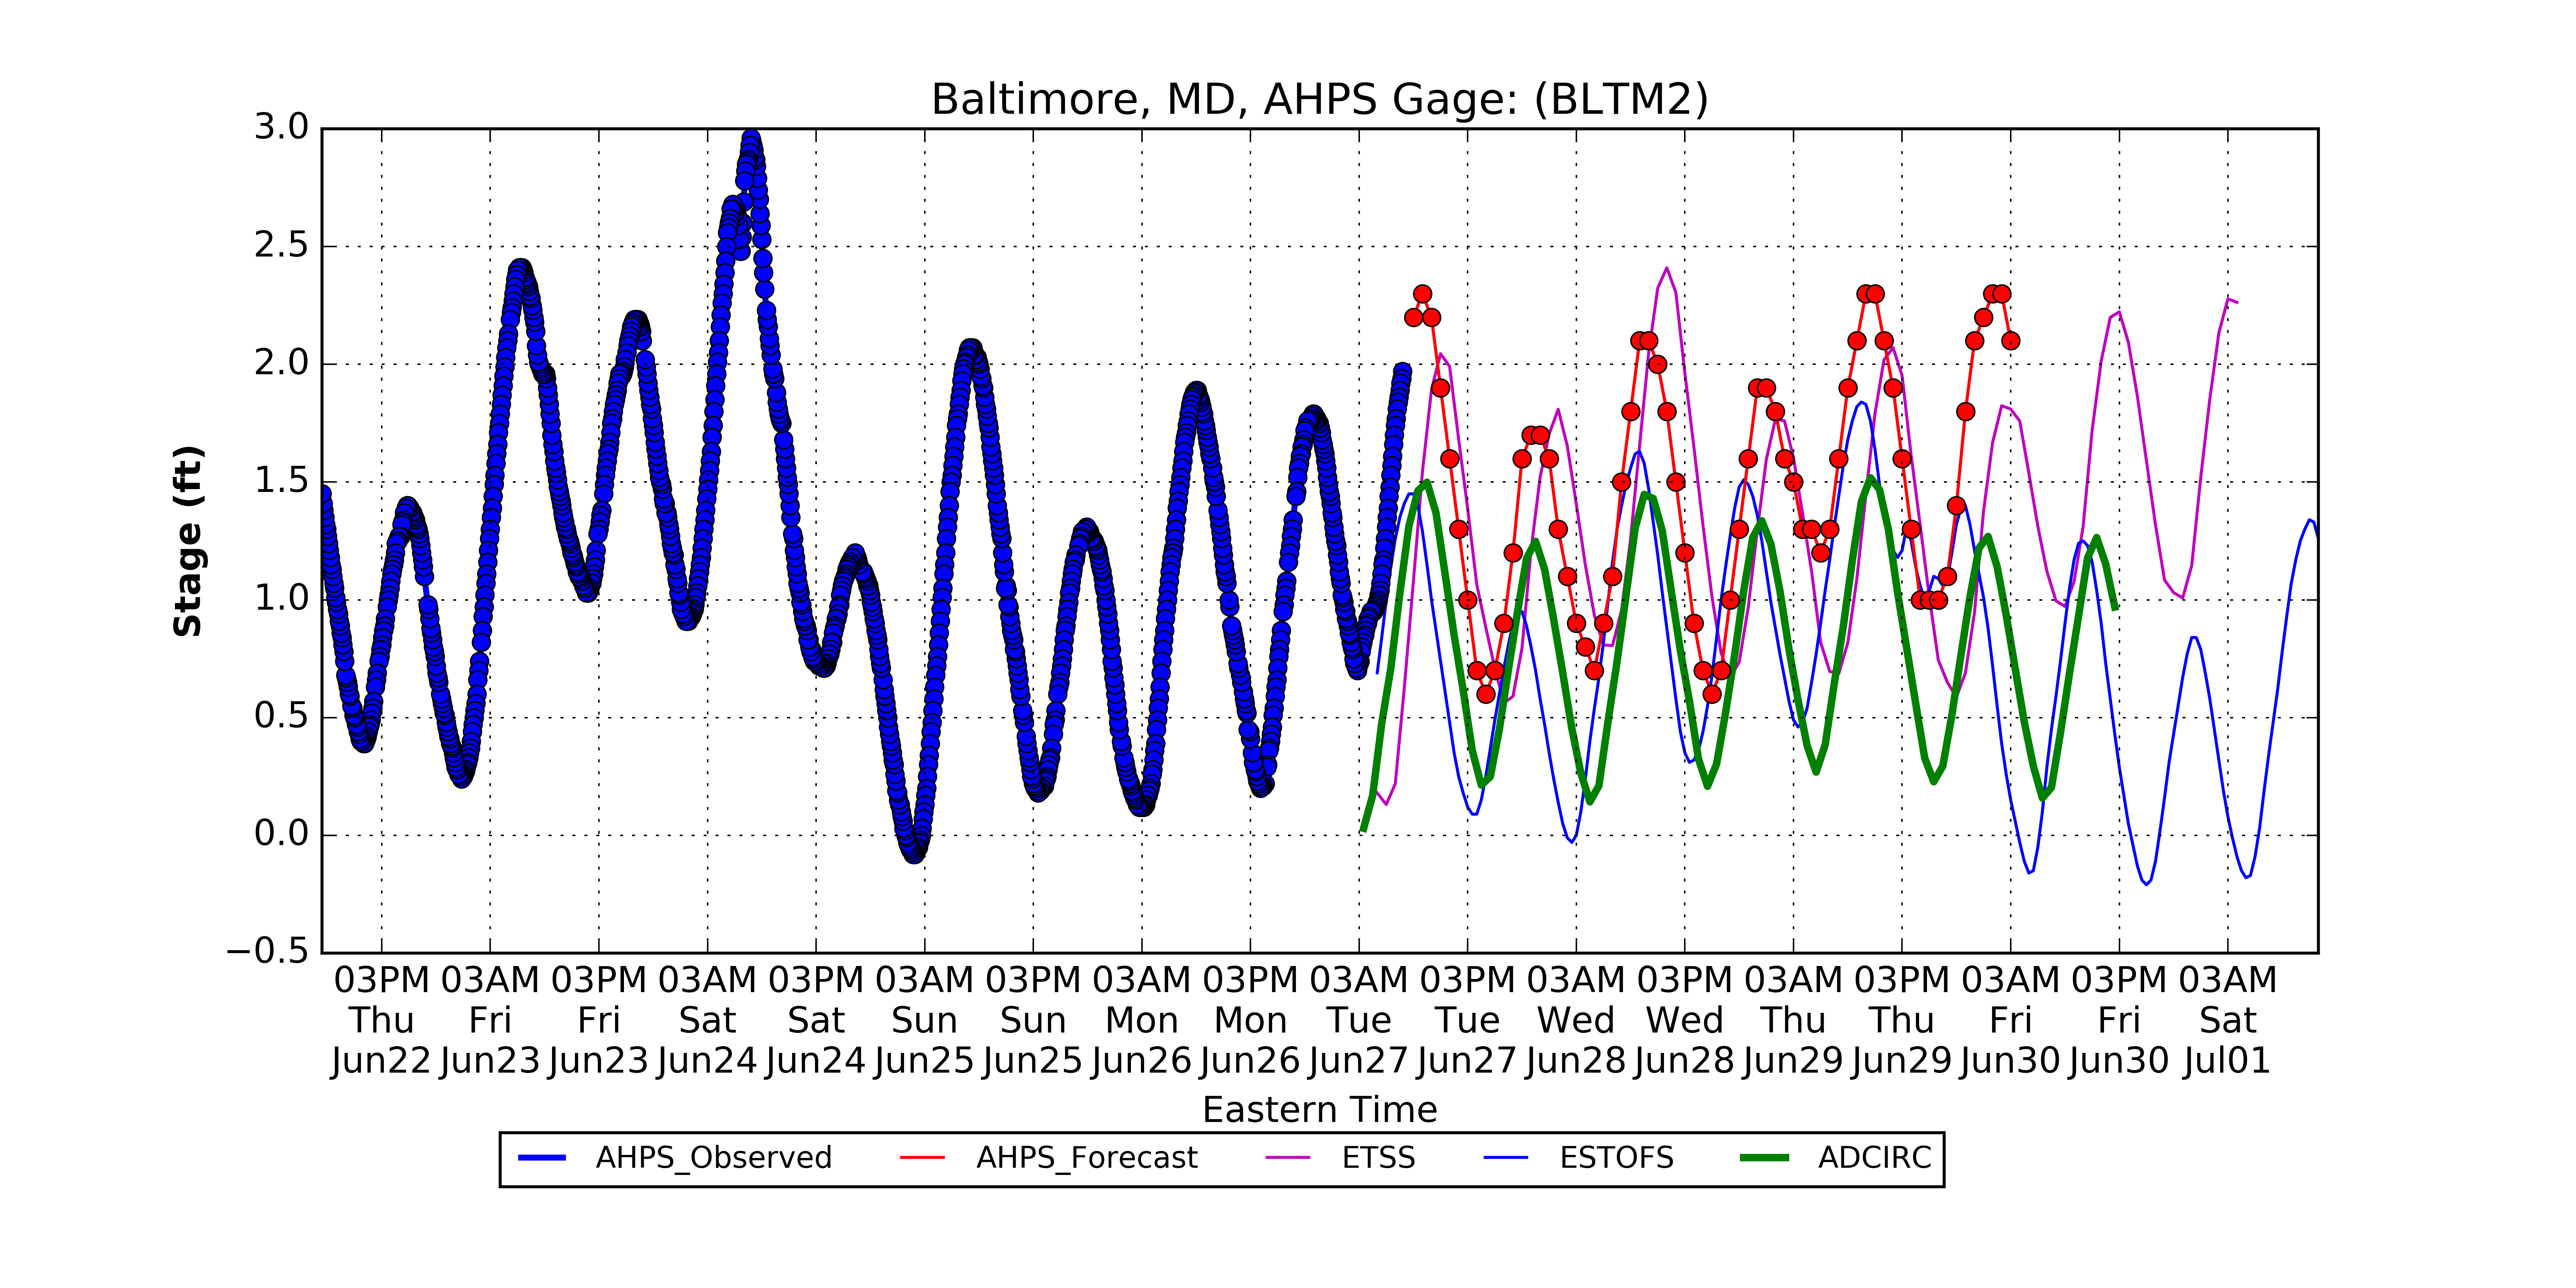 Baltimore, MD, AHPS Gage: (BLTM2)
3.0
2.5
2.0
1.5
1.0
0.5
0.0
−0.5
Stage (ft)
03PM 03AM 03PM 03AM 03PM 03AM 03PM 03AM 03PM 03AM 03PM 03AM 03PM 03AM 03PM 03AM 03PM 03AM
Thu Fri Fri Sat Sat Sun Sun Mon Mon Tue Tue Wed Wed Thu Thu Fri Fri Sat
Jun22 Jun23 Jun23 Jun24 Jun24 Jun25 Jun25 Jun26 Jun26 Jun27 Jun27 Jun28 Jun28 Jun29 Jun29 Jun30 Jun30 Jul01
Eastern Time
AHPS_Observed AHPS_Forecast ETSS ESTOFS ADCIRC